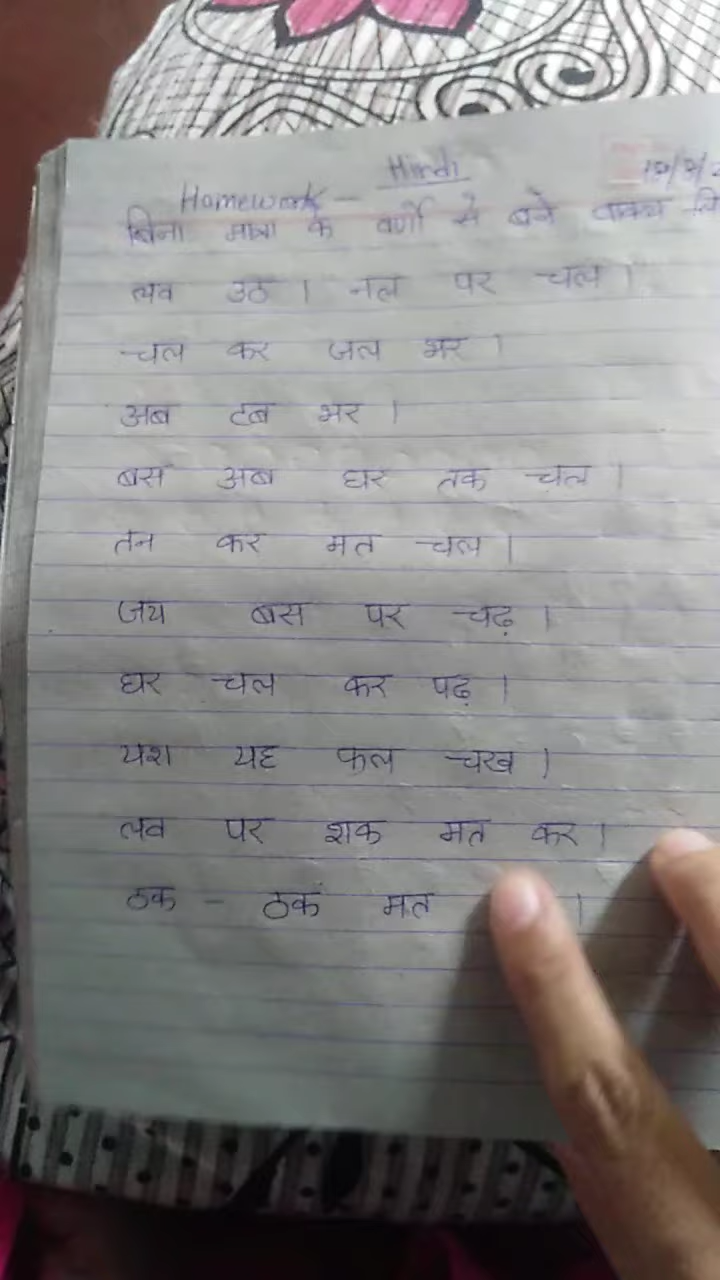 Hindi
Homework -
बिना मात्रा के वर्णों से बने वाक्य
लव उठ । नल पर चल ।
चल कर जल भर ।
अब टब भर ।
बस अब घर तक चल ।
तन कर मत चल ।
जय बस पर चढ़ ।
घर चल कर पढ़ ।
यश यह फल चख ।
लव पर शक मत कर ।
ठक - ठक मत ।